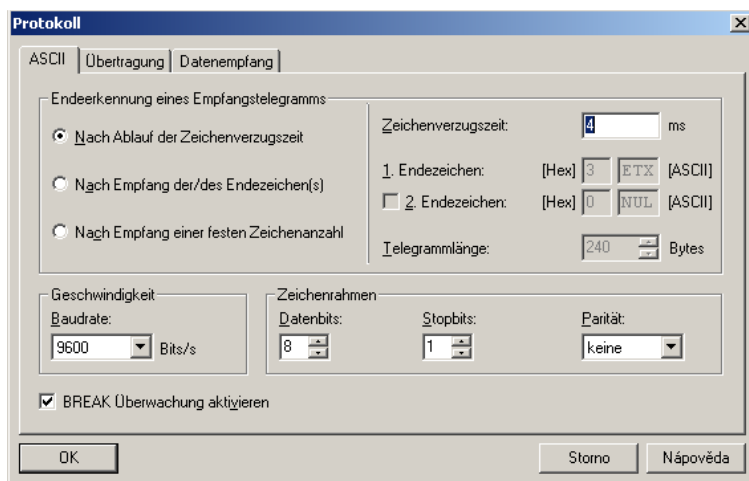 Protokoll
ASCII Übertragung Datenempfang
Endeerkennung eines Empfangstelegramms
Nach Ablauf der Zeichenverzugszeit
Nach Empfang der/des Endezeichen(s)
Nach Empfang einer festen Zeichenanzahl
Zeichenverzugszeit: 4 ms
1. Endezeichen: [Hex] 3 ETX [ASCII]
2. Endezeichen: [Hex] 0 NUL [ASCII]
Telegrammlänge: 240 Bytes
Geschwindigkeit
Baudrate:
9600 Bits/s
Zeichenrahmen
Datenbits: Stopbits: Parität:
8 1 keine
BREAK Überwachung aktivieren
OK Storno Nápověda